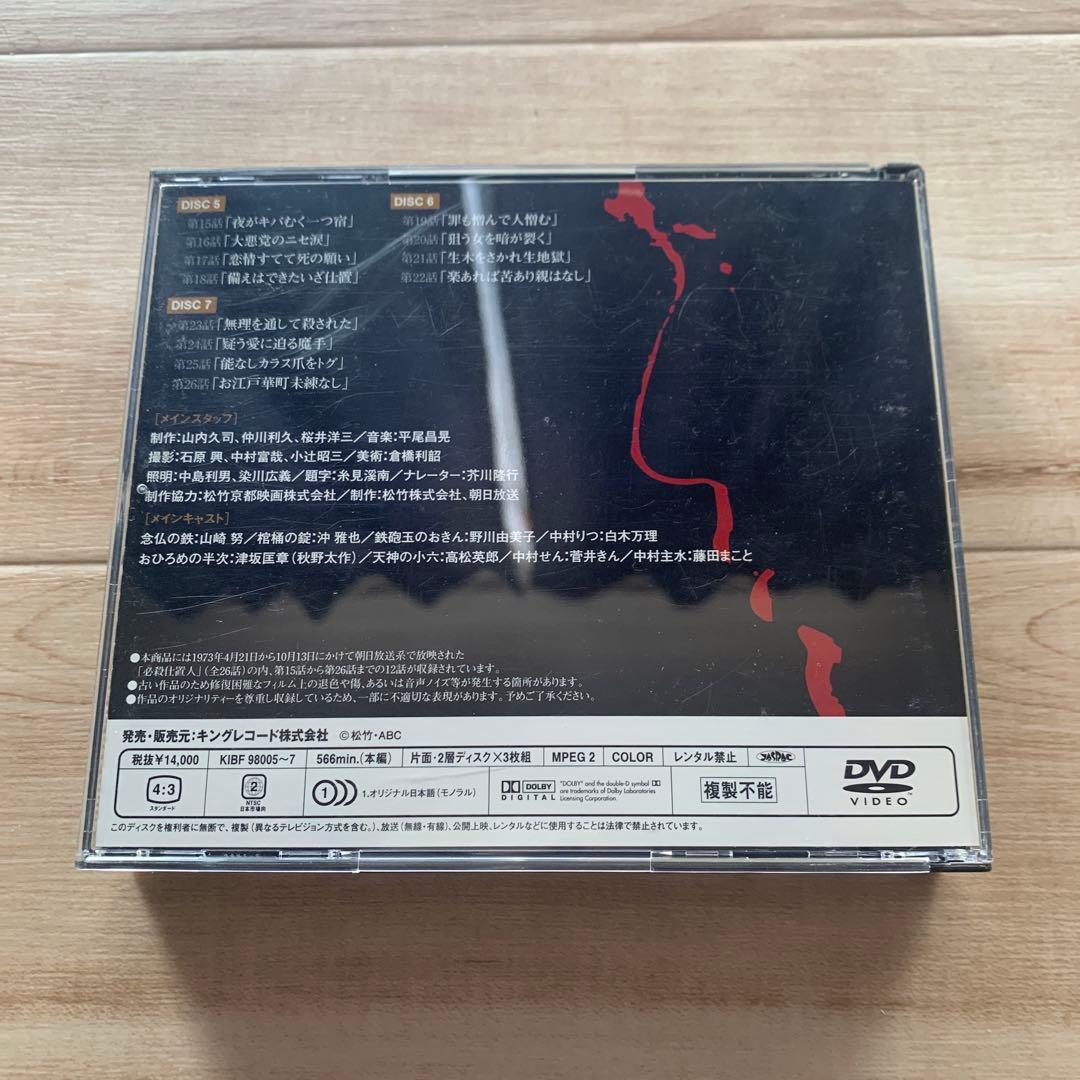 DISC 5
第15話「夜がキバむく一つ宿」
第16話「大悪党のニセ涙」
第17話「恋情すてて死の願い」
第18話「備えはできたいざ仕置」
DISC 6
第19話「罪も憎んで人憎む」
第20話「狙う女を暗が裂く」
第21話「生木をさかれ生地獄」
第22話「楽あれば苦あり親はなし」
DISC 7
第23話「無理を通して殺された」
第24話「疑う愛に迫る魔手」
第25話「能なしカラス爪をトグ」
第26話「お江戸華町未練なし」
[メインスタッフ]
制作:山内久司、仲川利久、桜井洋三/音楽:平尾昌晃
撮影:石原 興、中村富哉、小辻昭三/美術:倉橋利韶
照明:中島利男、染川広義/題字:糸見溪南/ナレーター:芥川隆行
制作協力:松竹京都映画株式会社/制作:松竹株式会社、朝日放送
[メインキャスト]
念仏の鉄:山崎 努/棺桶の錠:沖 雅也/鉄砲玉のおきん:野川由美子/中村りつ:白木万理
おひろめの半次:津坂匡章(秋野太作)/天神の小六:高松英郎/中村せん:菅井きん/中村主水:藤田まこと
●本商品には1973年4月21日から10月13日にかけて朝日放送系で放映された
「必殺仕置人」(全26話)の内、第15話から第26話までの12話が収録されています。
●古い作品のため修復困難なフィルム上の退色や傷、あるいは音声ノイズ等が発生する箇所があります。
●作品のオリジナリティーを尊重し収録しているため、一部に不適切な表現があります。予めご了承ください。
発売・販売元:キングレコード株式会社 ©松竹・ABC
税抜¥14,000 KIBF 98005~7 566min.(本編) 片面・2層ディスク×3枚組 MPEG 2 COLOR レンタル禁止 JASRAC
4:3
スタンダード
2
NTSC
日本市場向
1 1.オリジナル日本語(モノラル)
DOLBY
DIGITAL
"DOLBY" and the double-D symbol
are trademarks of Dolby Laboratories
Licensing Corporation.
複製不能
DVD
VIDEO
このディスクを権利者に無断で、複製(異なるテレビジョン方式を含む。)、放送(無線・有線)、公開上映、レンタルなどに使用することは法律で禁止されています。